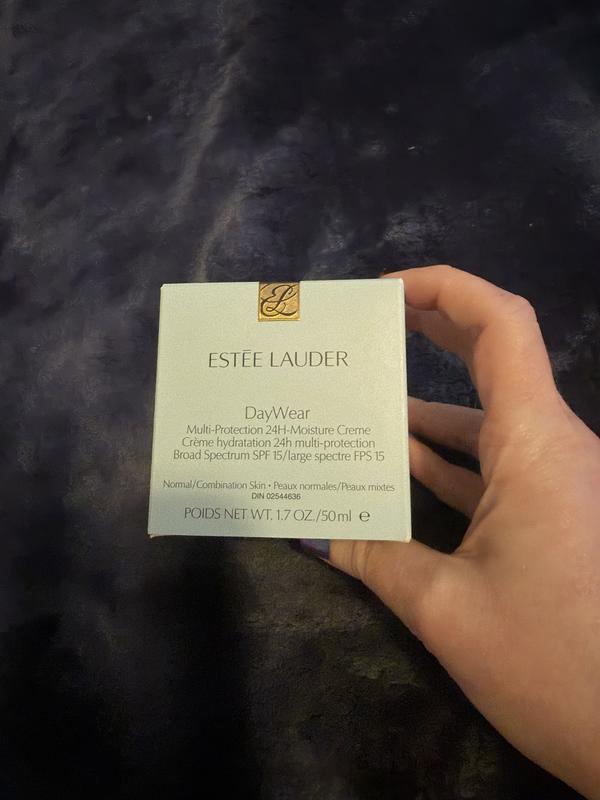 EL
ESTĒE LAUDER
DayWear
Multi-Protection 24H-Moisture Creme
Crème hydratation 24h multi-protection
Broad Spectrum SPF 15/large spectre FPS 15
Normal/Combination Skin • Peaux normales/Peaux mixtes
DIN 02544636
POIDS NET WT. 1.7 OZ./50 ml ℮